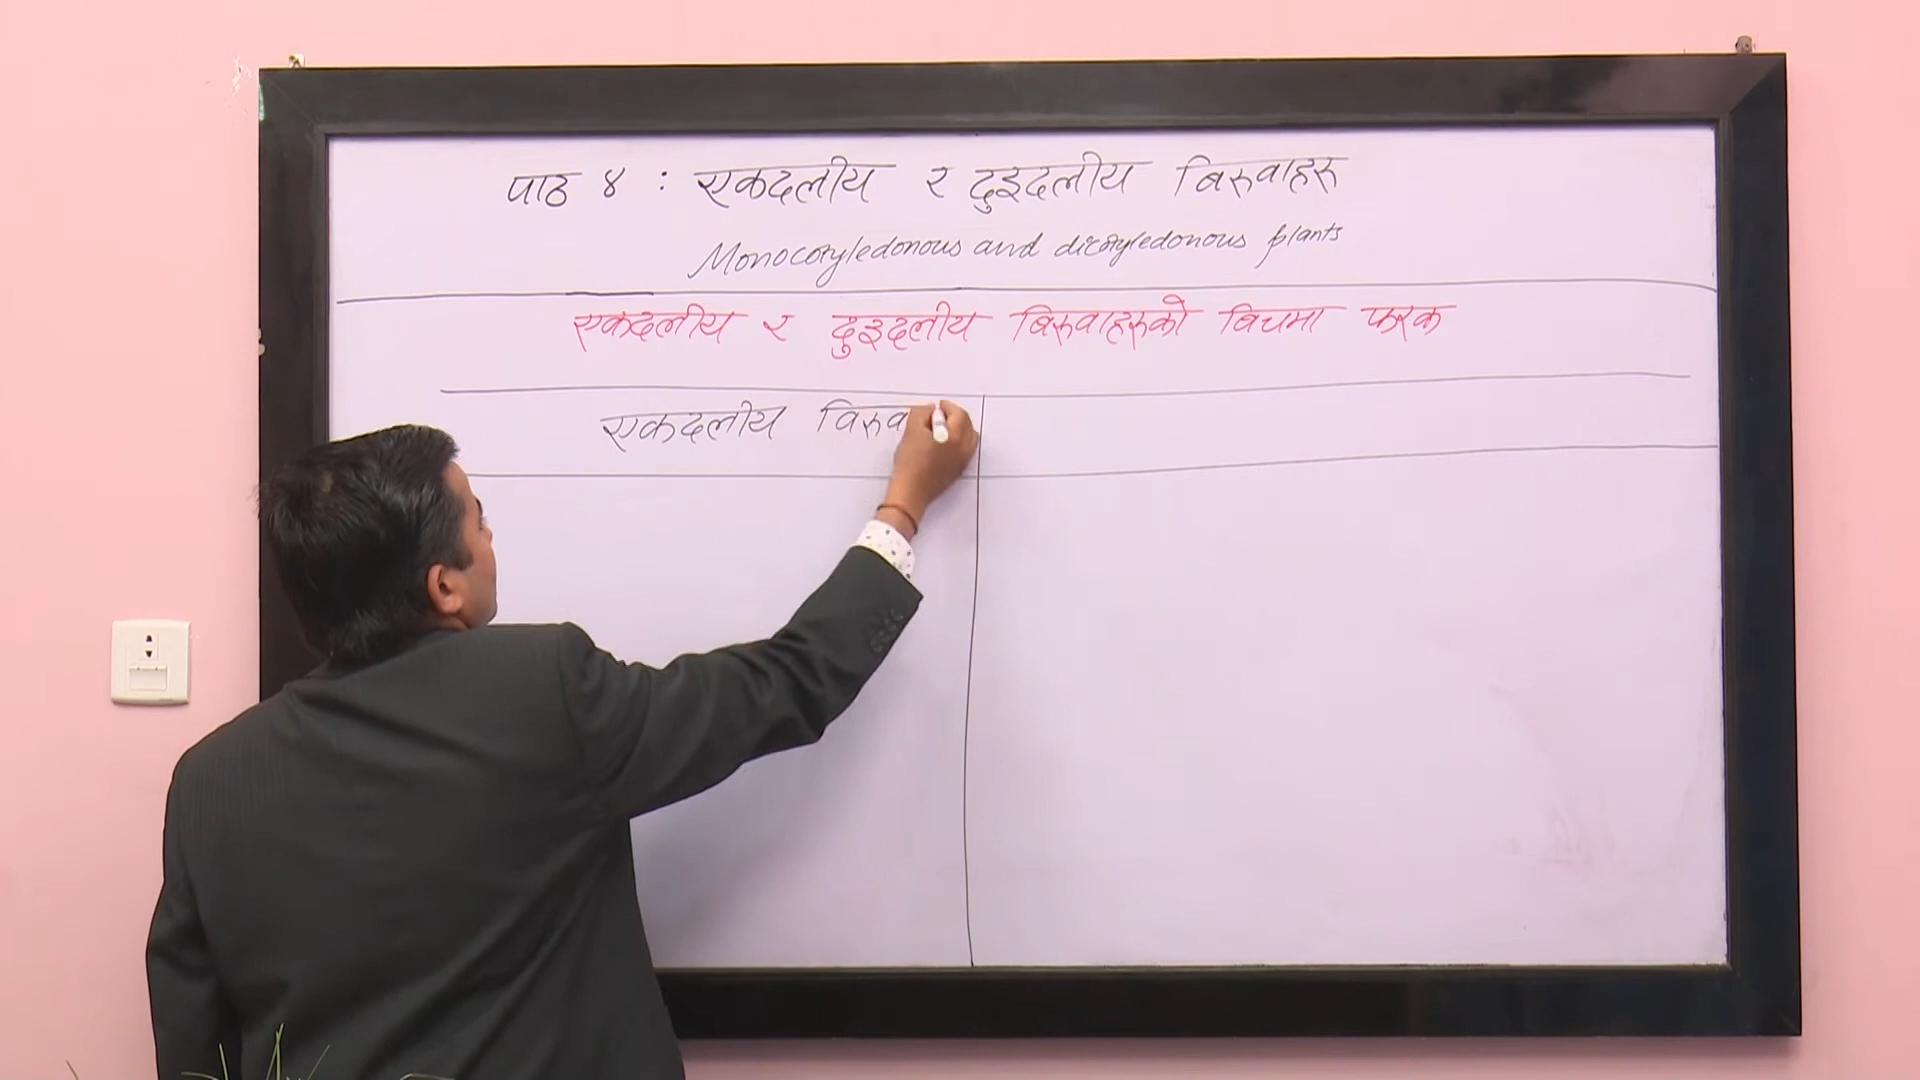 पाठ ४ : एकदलीय र दुइदलीय बिरुवाहरु
Monocotyledonous and dicotyledonous plants
एकदलीय र दुइदलीय बिरुवाहरुको बिचमा फरक
एकदलीय बिरुव